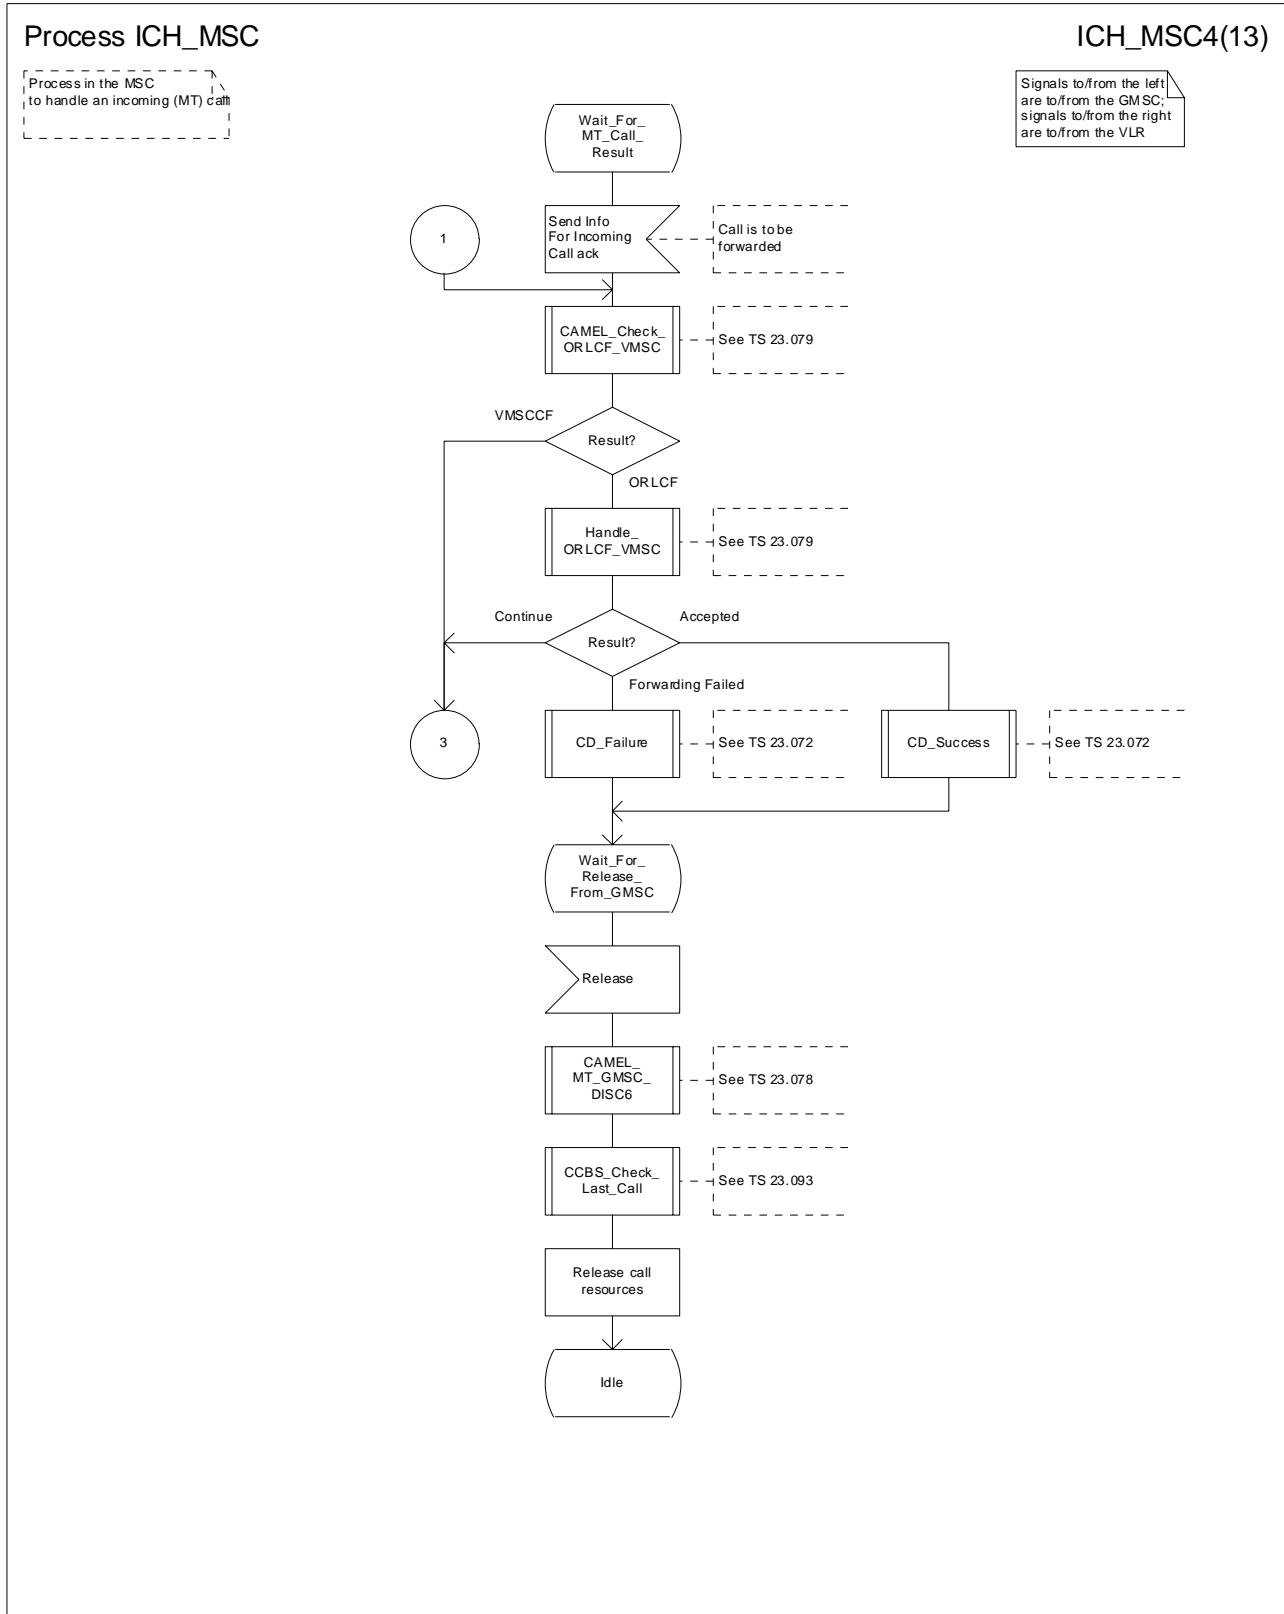 Process ICH_MSC
ICH_MSC4(13)
Process in the MSC
to handle an incoming (MT) call
Signals to/from the left
are to/from the GMSC;
signals to/from the right
are to/from the VLR
Wait_For_
MT_Call_
Result
1
Send Info
For Incoming
Call ack
Call is to be
forwarded
CAMEL_Check_
ORLCF_VMSC
See TS 23.079
VMSCCF
Result?
ORLCF
Handle_
ORLCF_VMSC
See TS 23.079
Continue
Result?
Accepted
Forwarding Failed
3
CD_Failure
See TS 23.072
CD_Success
See TS 23.072
Wait_For_
Release_
From_GMSC
Release
CAMEL_
MT_GMSC_
DISC6
See TS 23.078
CCBS_Check_
Last_Call
See TS 23.093
Release call
resources
Idle